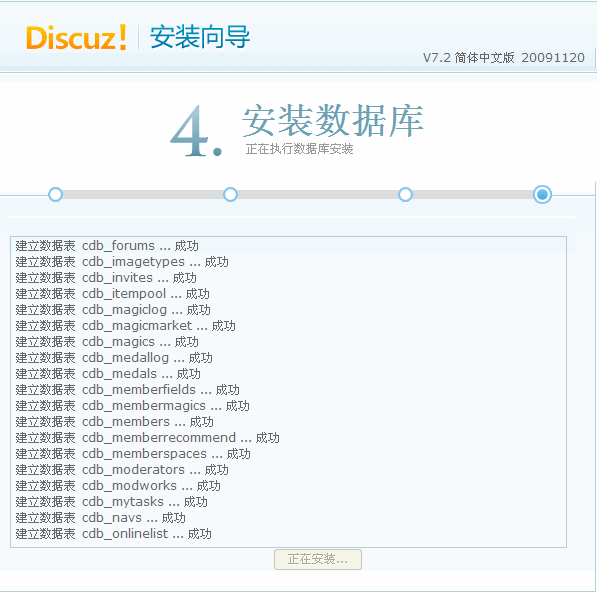 Discuz! 安装向导
V7.2 简体中文版 20091120
4. 安装数据库
正在执行数据库安装
建立数据表 cdb_forums ... 成功
建立数据表 cdb_imagetypes ... 成功
建立数据表 cdb_invites ... 成功
建立数据表 cdb_itempool ... 成功
建立数据表 cdb_magiclog ... 成功
建立数据表 cdb_magicmarket ... 成功
建立数据表 cdb_magics ... 成功
建立数据表 cdb_medallog ... 成功
建立数据表 cdb_medals ... 成功
建立数据表 cdb_memberfields ... 成功
建立数据表 cdb_membermagics ... 成功
建立数据表 cdb_members ... 成功
建立数据表 cdb_memberrecommend ... 成功
建立数据表 cdb_memberspaces ... 成功
建立数据表 cdb_moderators ... 成功
建立数据表 cdb_modworks ... 成功
建立数据表 cdb_mytasks ... 成功
建立数据表 cdb_navs ... 成功
建立数据表 cdb_onlinelist ... 成功
正在安装...